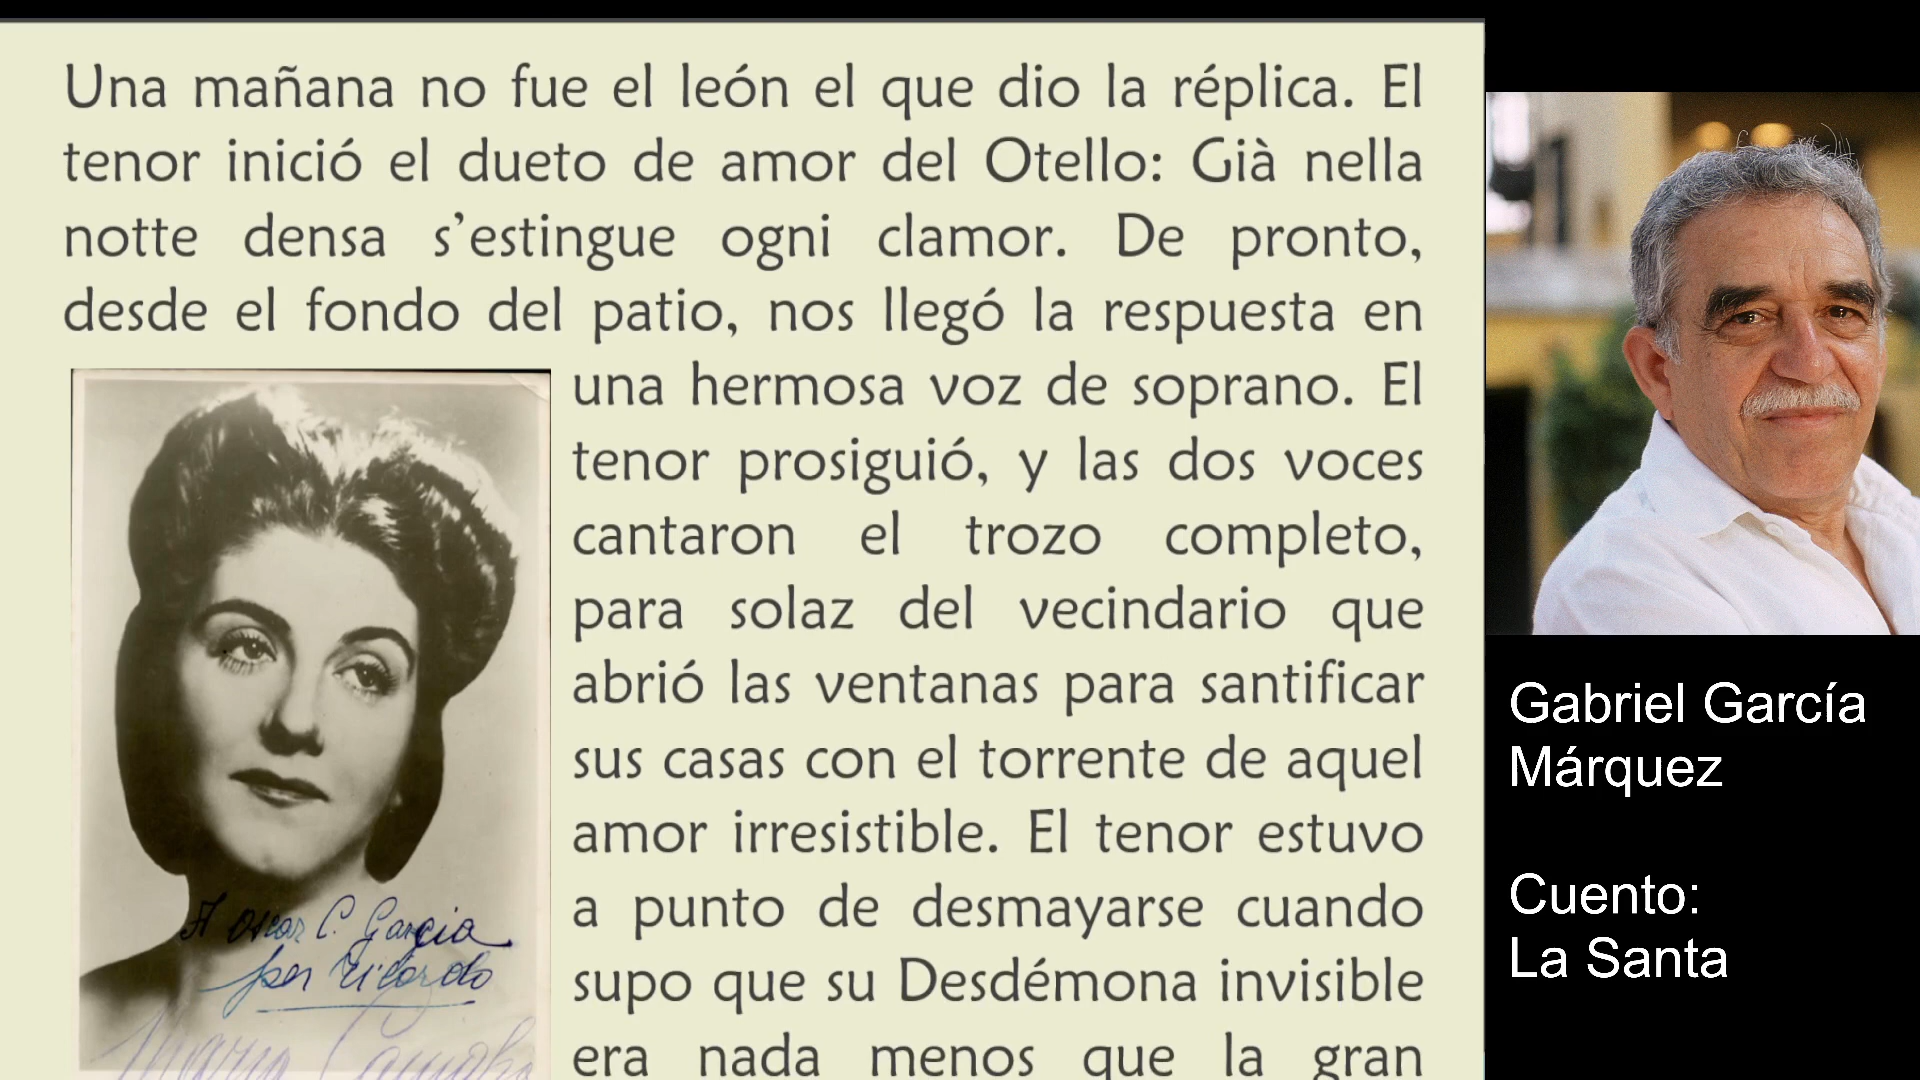 Una mañana no fue el león el que dio la réplica. El
tenor inició el dueto de amor del Otello: Già nella
notte densa s’estingue ogni clamor. De pronto,
desde el fondo del patio, nos llegó la respuesta en
una hermosa voz de soprano. El
tenor prosiguió, y las dos voces
cantaron el trozo completo,
para solaz del vecindario que
abrió las ventanas para santificar
sus casas con el torrente de aquel
amor irresistible. El tenor estuvo
a punto de desmayarse cuando
supo que su Desdémona invisible
era nada menos que la gran
A Oscar C. Garcia
per ricordo
Maria
Gabriel García
Márquez
Cuento:
La Santa